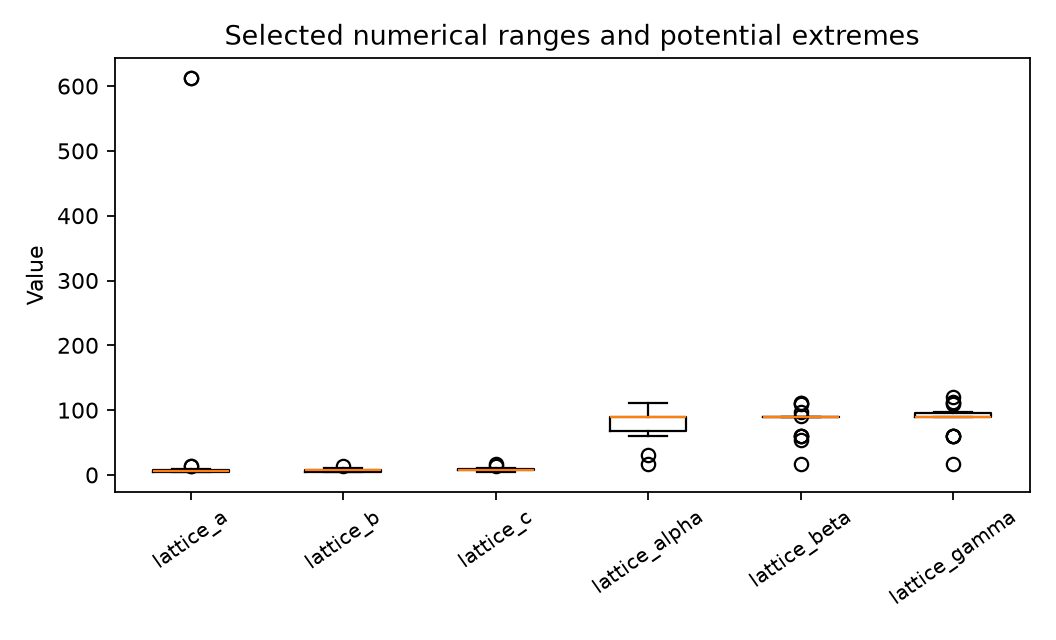 Selected numerical ranges and potential extremes
Value
600
500
400
300
200
100
0
lattice_a
lattice_b
lattice_c
lattice_alpha
lattice_beta
lattice_gamma